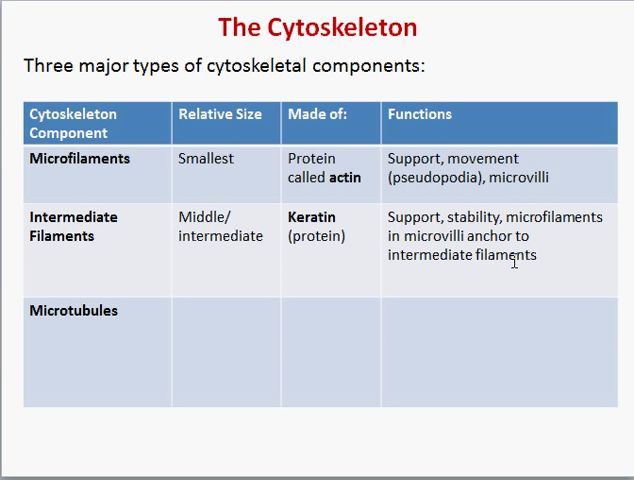 The Cytoskeleton
Three major types of cytoskeletal components:
Cytoskeleton
Component
Relative Size
Made of:
Functions
Microfilaments
Smallest
Protein
called actin
Support, movement
(pseudopodia), microvilli
Intermediate
Filaments
Middle/
intermediate
Keratin
(protein)
Support, stability, microfilaments
in microvilli anchor to
intermediate filaments
Microtubules